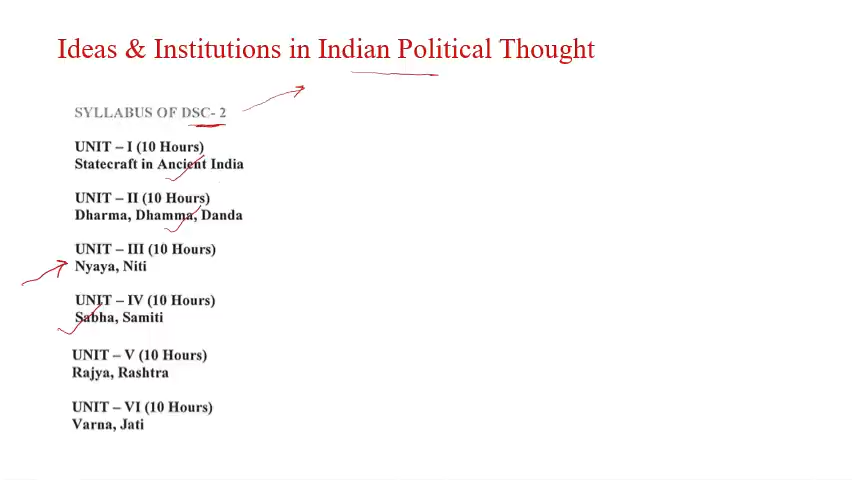 Ideas & Institutions in Indian Political Thought
SYLLABUS OF DSC- 2
UNIT – I (10 Hours)
Statecraft in Ancient India
UNIT – II (10 Hours)
Dharma, Dhamma, Danda
UNIT – III (10 Hours)
Nyaya, Niti
UNIT – IV (10 Hours)
Sabha, Samiti
UNIT – V (10 Hours)
Rajya, Rashtra
UNIT – VI (10 Hours)
Varna, Jati